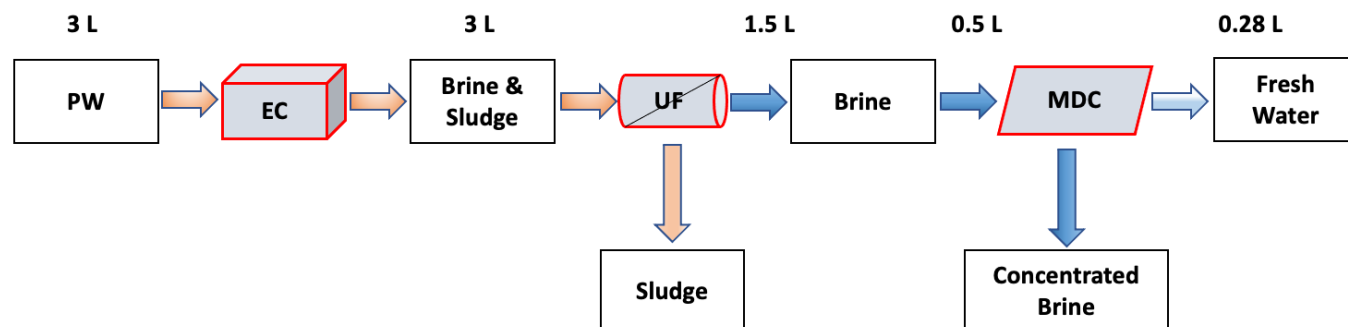 3 L
3 L
1.5 L
0.5 L
0.28 L
PW
EC
Brine &
Sludge
UF
Brine
MDC
Fresh
Water
Sludge
Concentrated
Brine